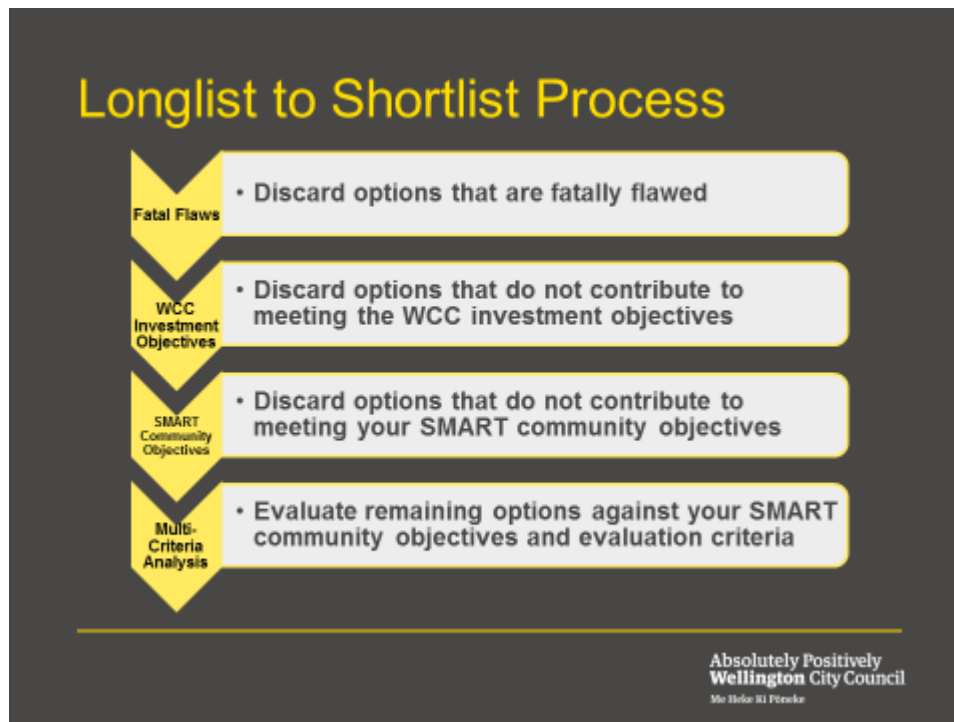 Longlist to Shortlist Process
Fatal Flaws
• Discard options that are fatally flawed
WCC
Investment
Objectives
• Discard options that do not contribute to
meeting the WCC investment objectives
SMART
Community
Objectives
• Discard options that do not contribute to
meeting your SMART community objectives
Multi-
Criteria
Analysis
• Evaluate remaining options against your SMART
community objectives and evaluation criteria
Absolutely Positively
Wellington City Council
Me Heke Ki Pōneke